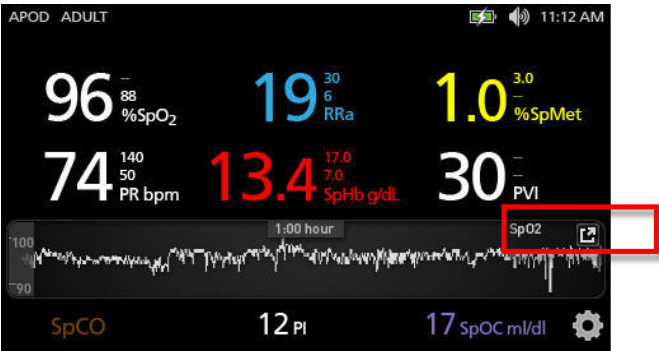 APOD ADULT 11:12 AM
96 – 88 %SpO₂ 19 30 6 RRa 1.0 3.0 – %SpMet
74 140 50 PR bpm 13.4 17.0 7.0 SpHb g/dL 30 – – PVI
1:00 hour SpO2
100
90
SpCO 12 PI 17 SpOC ml/dl